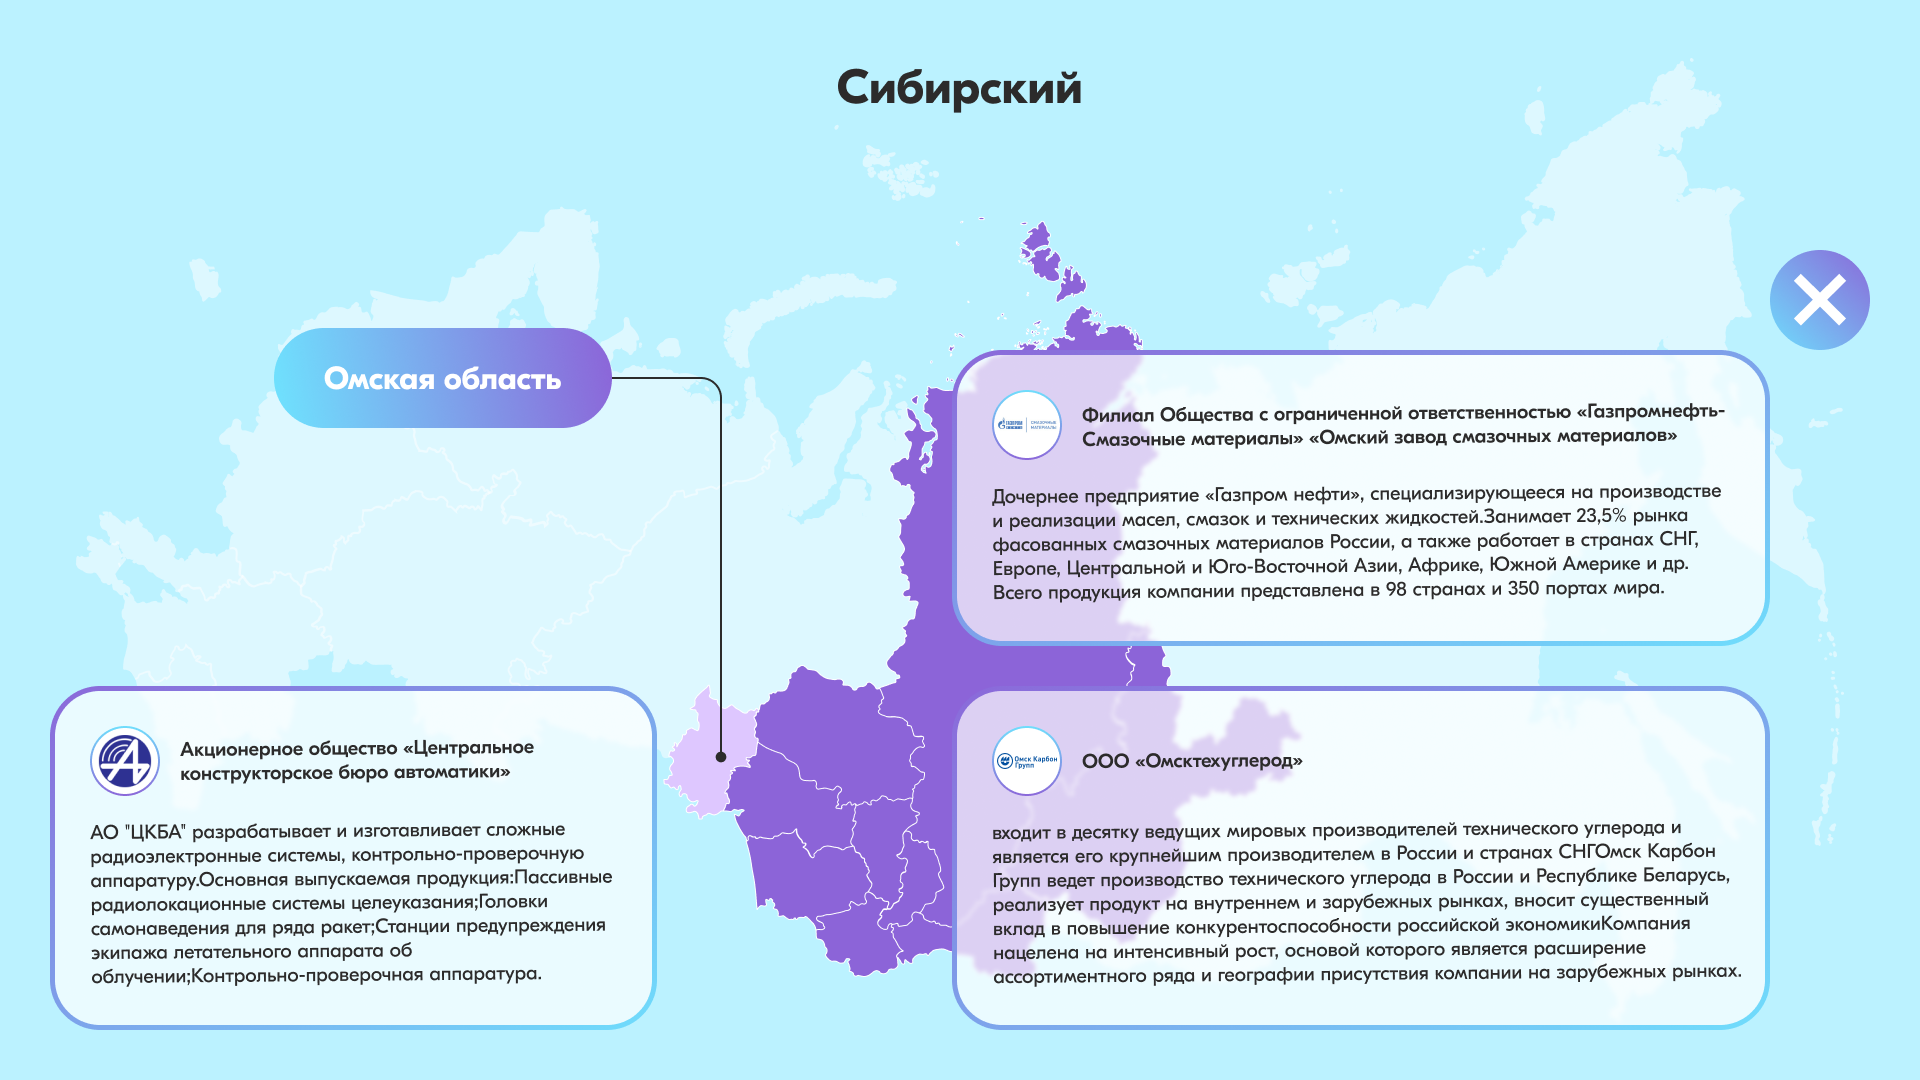 Сибирский
Омская область
ГАЗПРОМ
СМАЗОЧНЫЕ
МАТЕРИАЛЫ
Филиал Общества с ограниченной ответственностью «Газпромнефть-
Смазочные материалы» «Омский завод смазочных материалов»
Дочернее предприятие «Газпром нефти», специализирующееся на производстве
и реализации масел, смазок и технических жидкостей.Занимает 23,5% рынка
фасованных смазочных материалов России, а также работает в странах СНГ,
Европе, Центральной и Юго-Восточной Азии, Африке, Южной Америке и др.
Всего продукция компании представлена в 98 странах и 350 портах мира.
Акционерное общество «Центральное
конструкторское бюро автоматики»
АО "ЦКБА" разрабатывает и изготавливает сложные
радиоэлектронные системы, контрольно-проверочную
аппаратуру.Основная выпускаемая продукция:Пассивные
радиолокационные системы целеуказания;Головки
самонаведения для ряда ракет;Станции предупреждения
экипажа летательного аппарата об
облучении;Контрольно-проверочная аппаратура.
Омск Карбон
Групп
ООО «Омсктехуглерод»
входит в десятку ведущих мировых производителей технического углерода и
является его крупнейшим производителем в России и странах СНГОмск Карбон
Групп ведет производство технического углерода в России и Республике Беларусь,
реализует продукт на внутреннем и зарубежных рынках, вносит существенный
вклад в повышение конкурентоспособности российской экономикиКомпания
нацелена на интенсивный рост, основой которого является расширение
ассортиментного ряда и географии присутствия компании на зарубежных рынках.